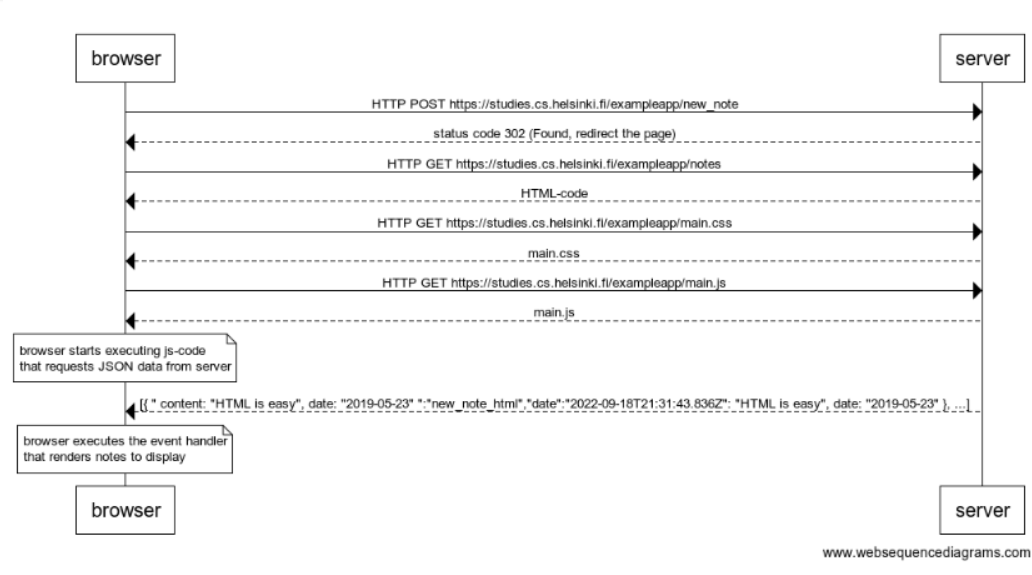 browser server
HTTP POST https://studies.cs.helsinki.fi/exampleapp/new_note
status code 302 (Found, redirect the page)
HTTP GET https://studies.cs.helsinki.fi/exampleapp/notes
HTML-code
HTTP GET https://studies.cs.helsinki.fi/exampleapp/main.css
main.css
HTTP GET https://studies.cs.helsinki.fi/exampleapp/main.js
main.js
browser starts executing js-code
that requests JSON data from server
[{ " content: "HTML is easy", date: "2019-05-23" ":"new_note_html","date":"2022-09-18T21:31:43.836Z": "HTML is easy", date: "2019-05-23" }, ...]
browser executes the event handler
that renders notes to display
browser server
www.websequencediagrams.com